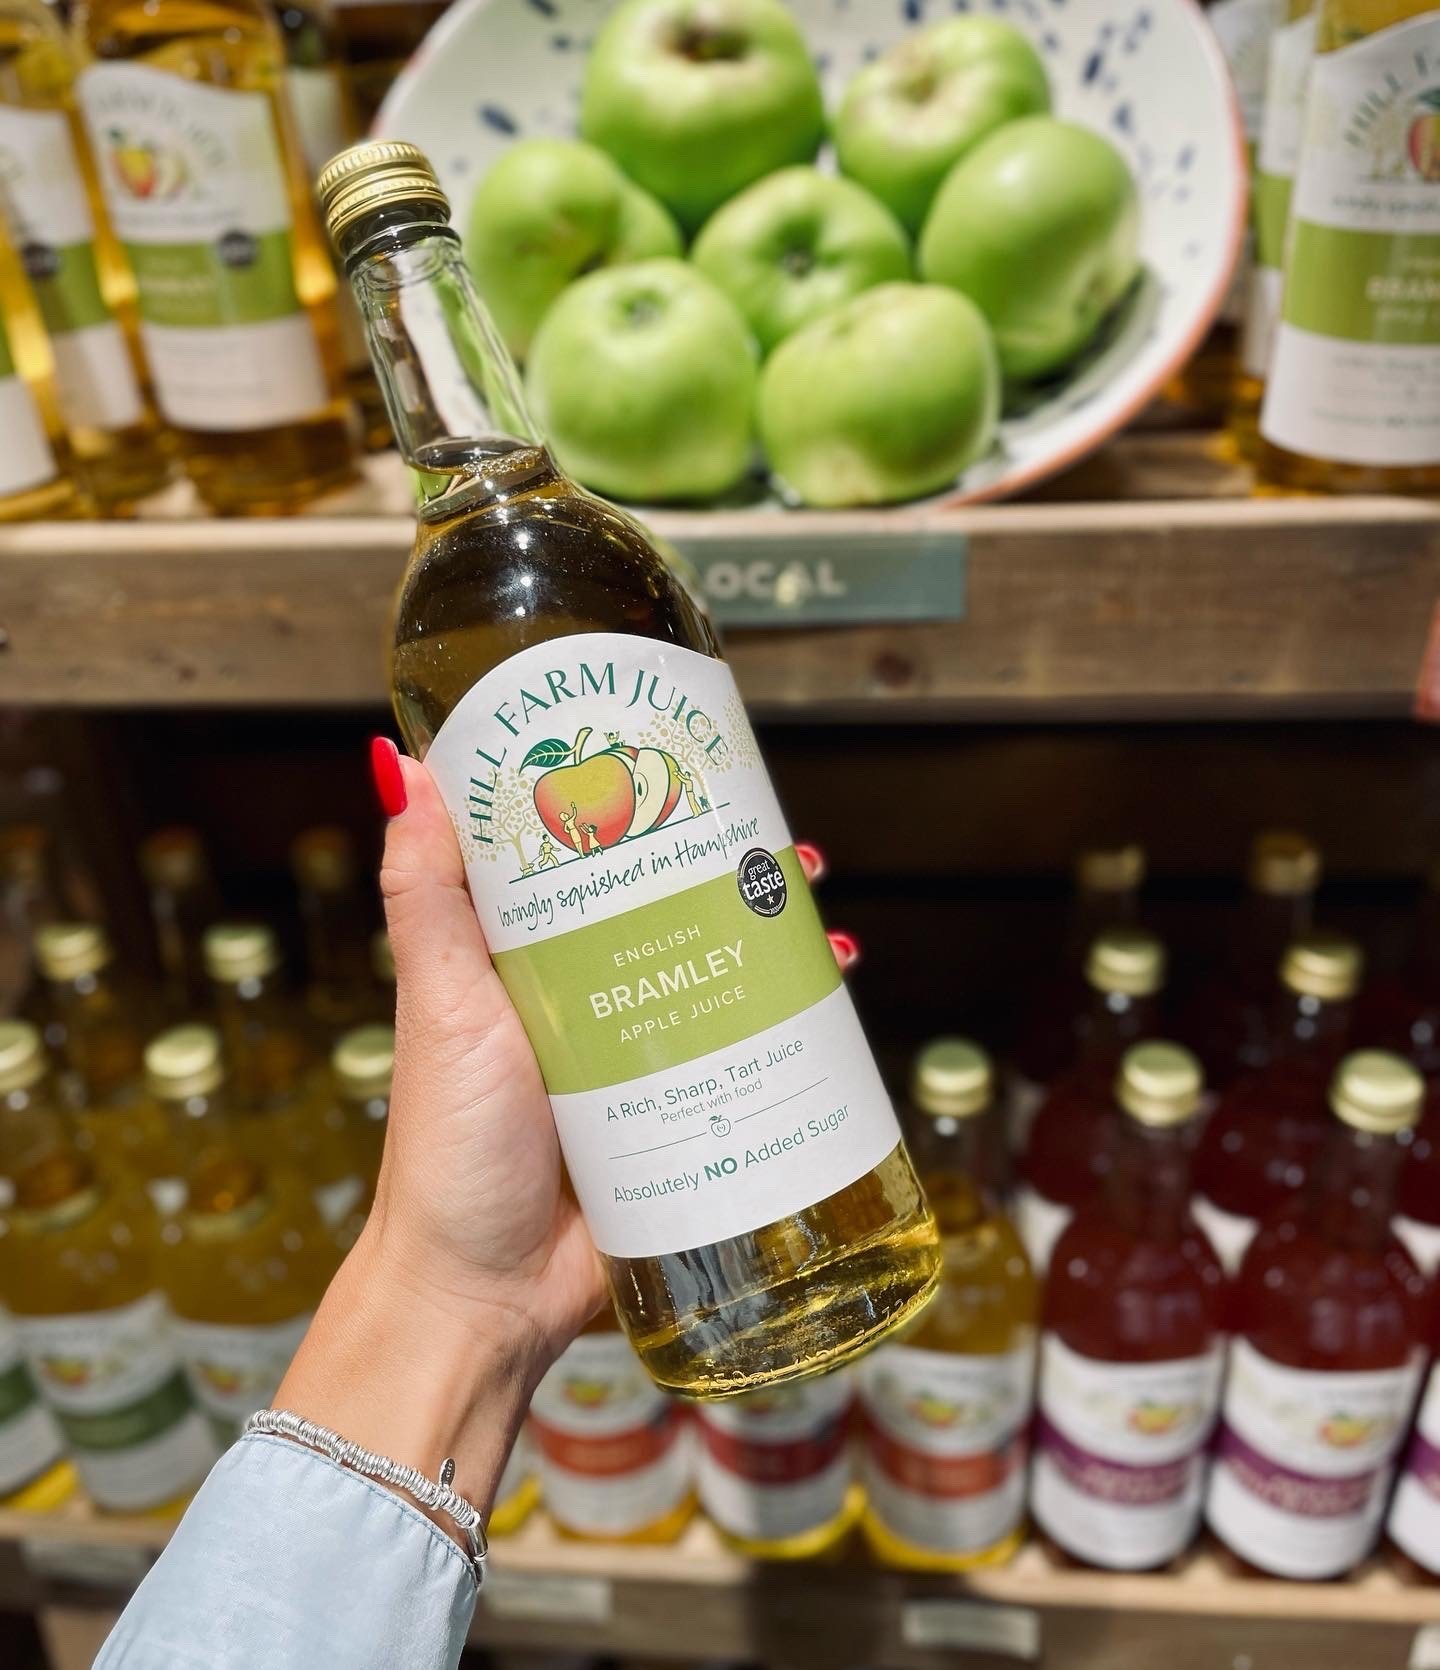 LOCAL
HILL FARM JUICE
lovingly squished in Hampshire
great
taste
ENGLISH
BRAMLEY
APPLE JUICE
A Rich, Sharp, Tart Juice
Perfect with food
Absolutely NO Added Sugar
750ml